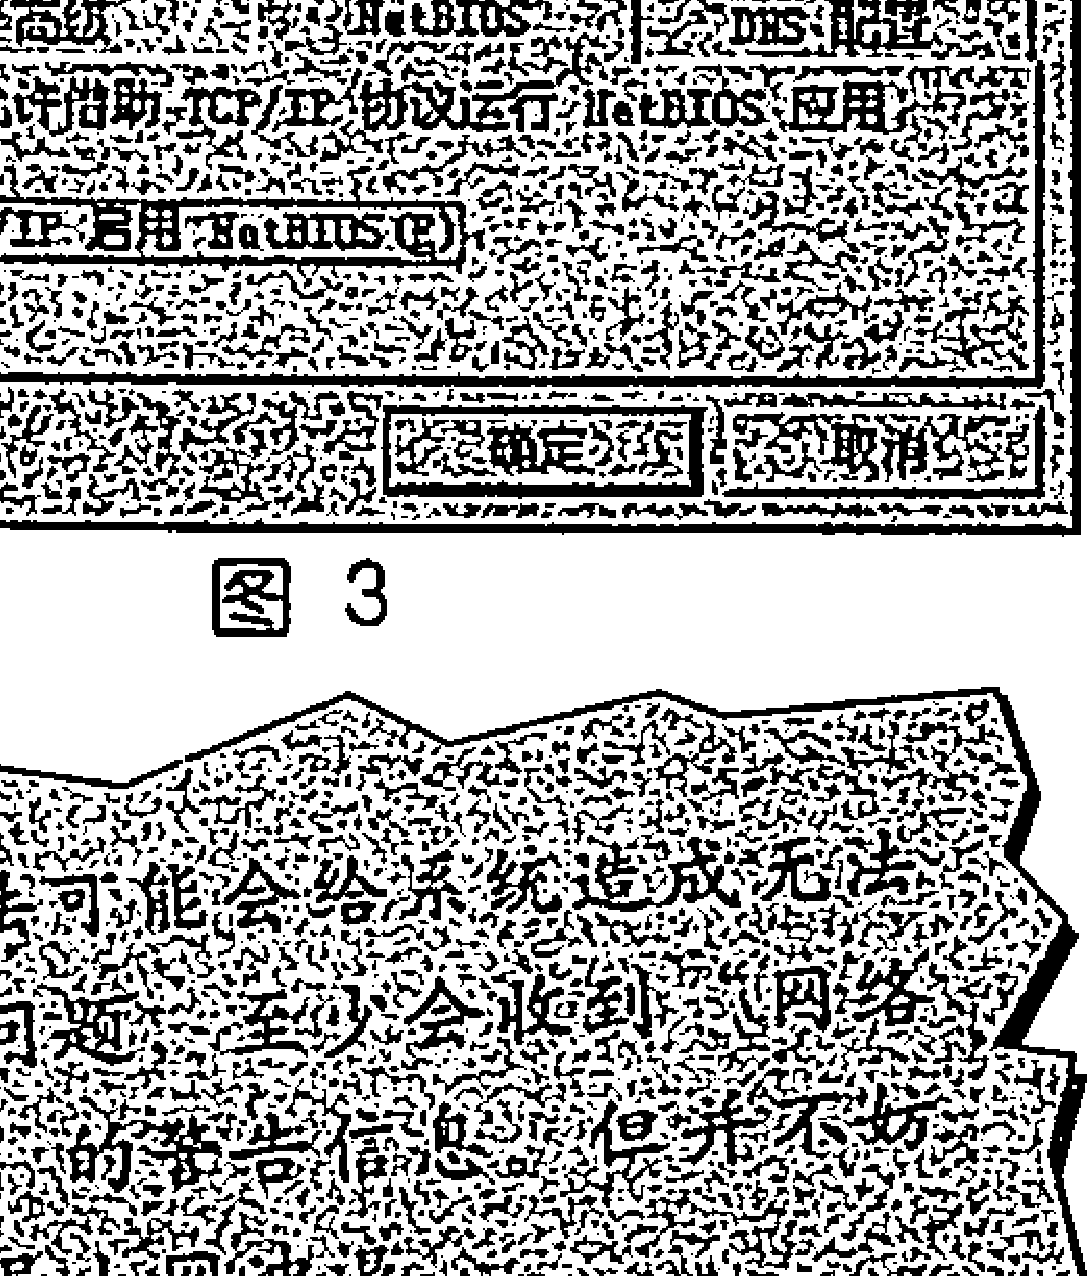 高级 NetBIOS DNS 配置
许借助 TCP/IP 协议运行 NetBIOS 应用
/IP 启用 NetBIOS(E)
确定 取消
图 3
可能会给系统造成无法
问题 至少会收到 “网络
的警告信息。但并不妨